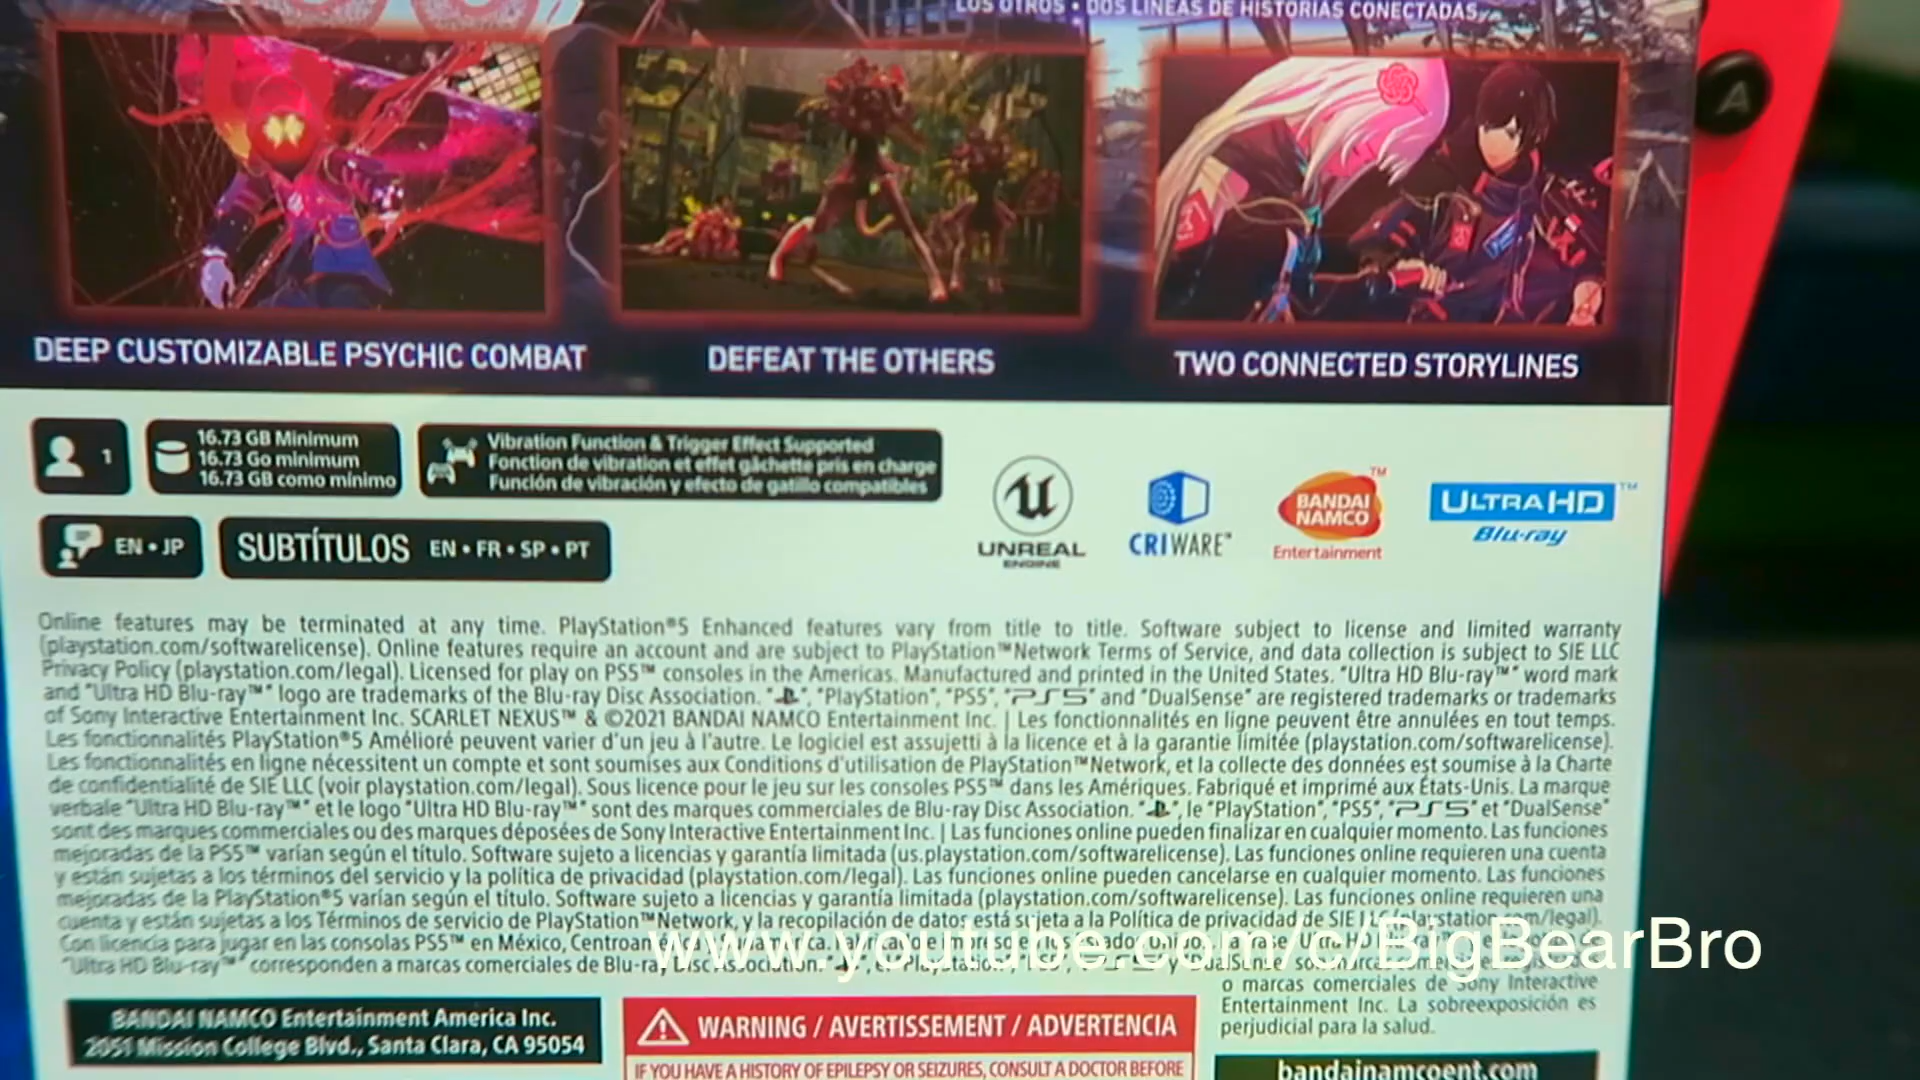 LOS OTROS • DOS LÍNEAS DE HISTORIAS CONECTADAS
A
DEEP CUSTOMIZABLE PSYCHIC COMBAT
DEFEAT THE OTHERS
TWO CONNECTED STORYLINES
1
16.73 GB Minimum
16.73 Go minimum
16.73 GB como mínimo
Vibration Function & Trigger Effect Supported
Fonction de vibration et effet gâchette pris en charge
Función de vibración y efecto de gatillo compatibles
UNREAL
ENGINE
CRIWARE™
BANDAI
NAMCO
Entertainment
™
ULTRA HD™
Blu-ray
EN • JP
SUBTÍTULOS EN • FR • SP • PT
Online features may be terminated at any time. PlayStation®5 Enhanced features vary from title to title. Software subject to license and limited warranty
(playstation.com/softwarelicense). Online features require an account and are subject to PlayStation™Network Terms of Service, and data collection is subject to SIE LLC
Privacy Policy (playstation.com/legal). Licensed for play on PS5™ consoles in the Americas. Manufactured and printed in the United States. "Ultra HD Blu-ray™" word mark
and "Ultra HD Blu-ray™" logo are trademarks of the Blu-ray Disc Association. " ", "PlayStation", "PS5", "PS5" and "DualSense" are registered trademarks or trademarks
of Sony Interactive Entertainment Inc. SCARLET NEXUS™ & ©2021 BANDAI NAMCO Entertainment Inc. | Les fonctionnalités en ligne peuvent être annulées en tout temps.
Les fonctionnalités PlayStation®5 Amélioré peuvent varier d'un jeu à l'autre. Le logiciel est assujetti à la licence et à la garantie limitée (playstation.com/softwarelicense).
Les fonctionnalités en ligne nécessitent un compte et sont soumises aux Conditions d'utilisation de PlayStation™Network, et la collecte des données est soumise à la Charte
de confidentialité de SIE LLC (voir playstation.com/legal). Sous licence pour le jeu sur les consoles PS5™ dans les Amériques. Fabriqué et imprimé aux États-Unis. La marque
verbale "Ultra HD Blu-ray™" et le logo "Ultra HD Blu-ray™" sont des marques commerciales de Blu-ray Disc Association. " ", le "PlayStation", "PS5", "PS5" et "DualSense"
sont des marques commerciales ou des marques déposées de Sony Interactive Entertainment Inc. | Las funciones online pueden finalizar en cualquier momento. Las funciones
mejoradas de la PS5™ varían según el título. Software sujeto a licencias y garantía limitada (us.playstation.com/softwarelicense). Las funciones online requieren una cuenta
y están sujetas a los términos del servicio y la política de privacidad (playstation.com/legal). Las funciones online pueden cancelarse en cualquier momento. Las funciones
mejoradas de la PlayStation®5 varían según el título. Software sujeto a licencias y garantía limitada (playstation.com/softwarelicense). Las funciones online requieren una
cuenta y están sujetas a los Términos de servicio de PlayStation™Network, y la recopilación de datos está sujeta a la Política de privacidad de SIE LLC (playstation.com/legal).
Con licencia para jugar en las consolas PS5™ en México,
"Ultra HD Blu-ray™" corresponden a marcas comerciales de Blu-ray Disc Association.
www.youtube.com/c/BigBearBro
o marcas comerciales de Sony Interactive
Entertainment Inc. La sobreexposición es
perjudicial para la salud.
BANDAI NAMCO Entertainment America Inc.
2051 Mission College Blvd., Santa Clara, CA 95054
WARNING / AVERTISSEMENT / ADVERTENCIA
IF YOU HAVE A HISTORY OF EPILEPSY OR SEIZURES, CONSULT A DOCTOR BEFORE
bandainamcoent.com